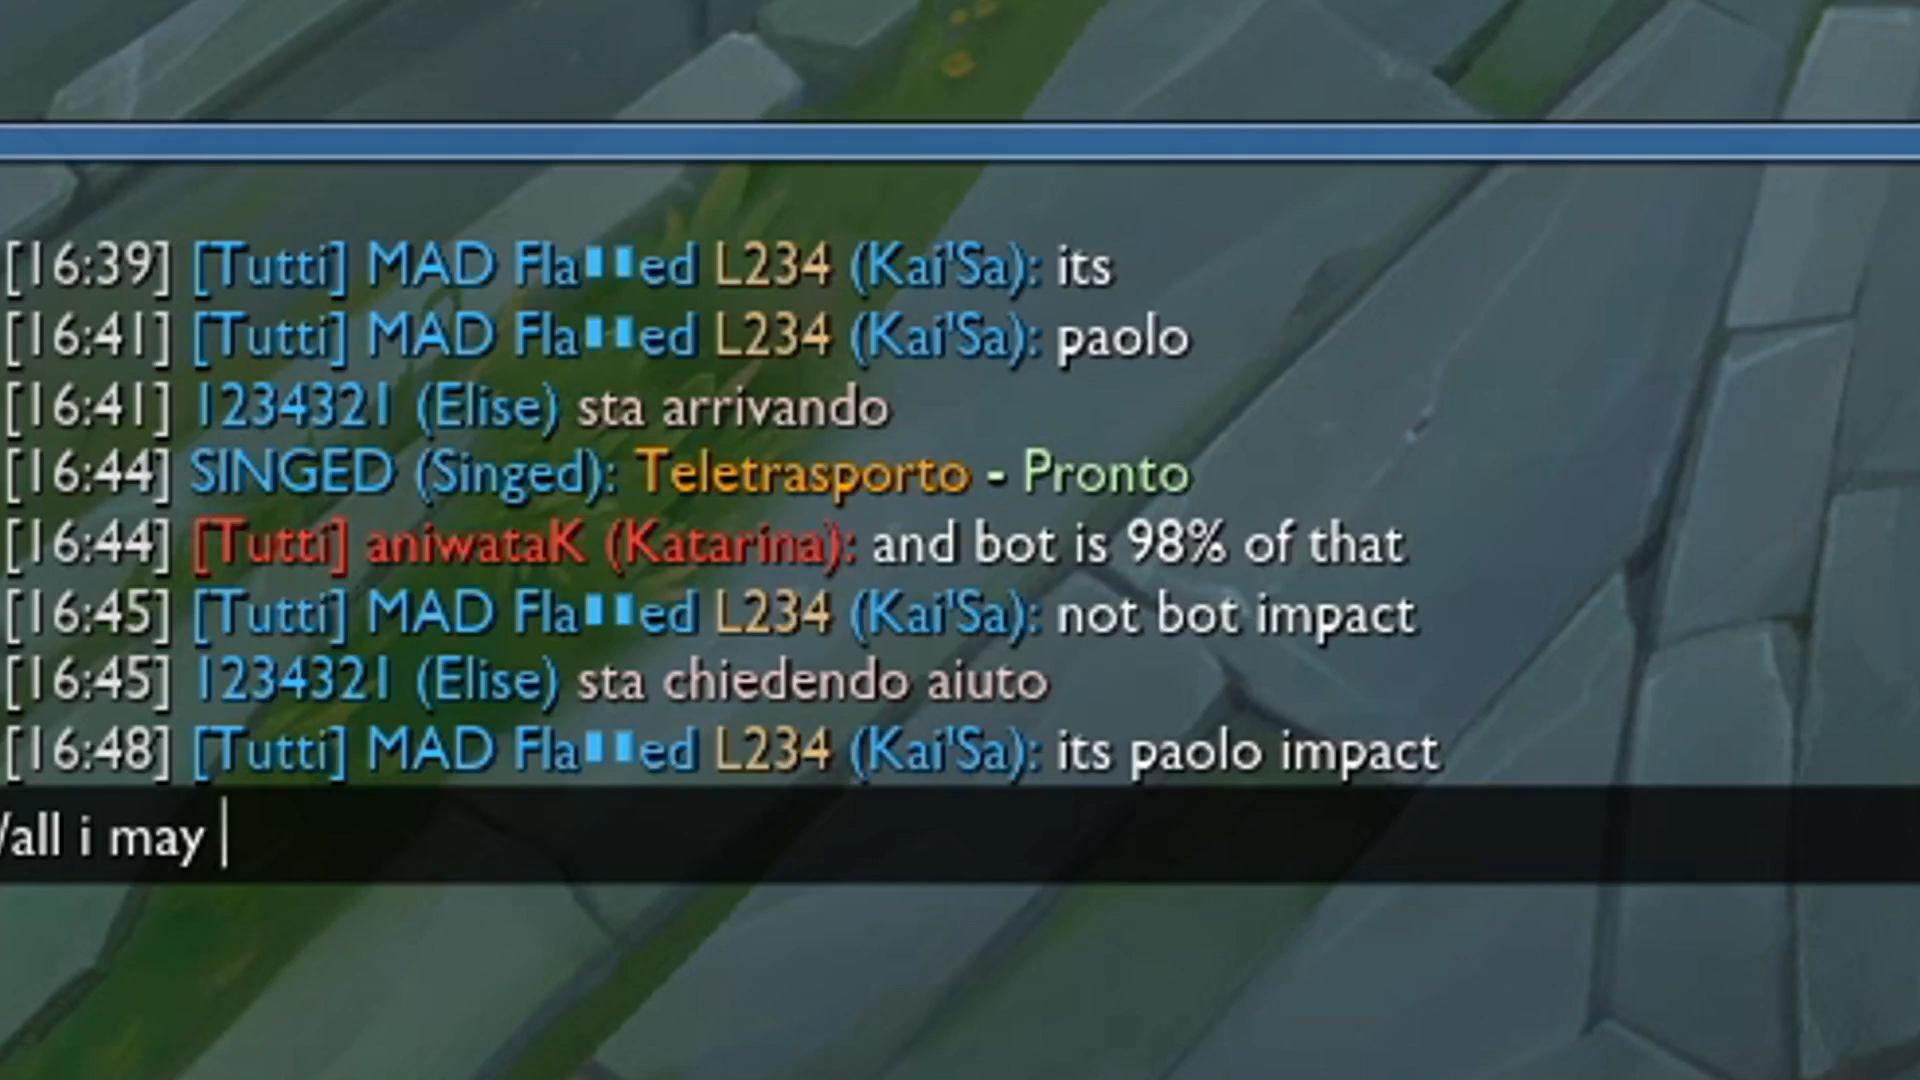 [16:39] [Tutti] MAD Fla▮▮ed L234 (Kai'Sa): its
[16:41] [Tutti] MAD Fla▮▮ed L234 (Kai'Sa): paolo
[16:41] 1234321 (Elise) sta arrivando
[16:44] SINGED (Singed): Teletrasporto - Pronto
[16:44] [Tutti] aniwataK (Katarina): and bot is 98% of that
[16:45] [Tutti] MAD Fla▮▮ed L234 (Kai'Sa): not bot impact
[16:45] 1234321 (Elise) sta chiedendo aiuto
[16:48] [Tutti] MAD Fla▮▮ed L234 (Kai'Sa): its paolo impact
/all i may